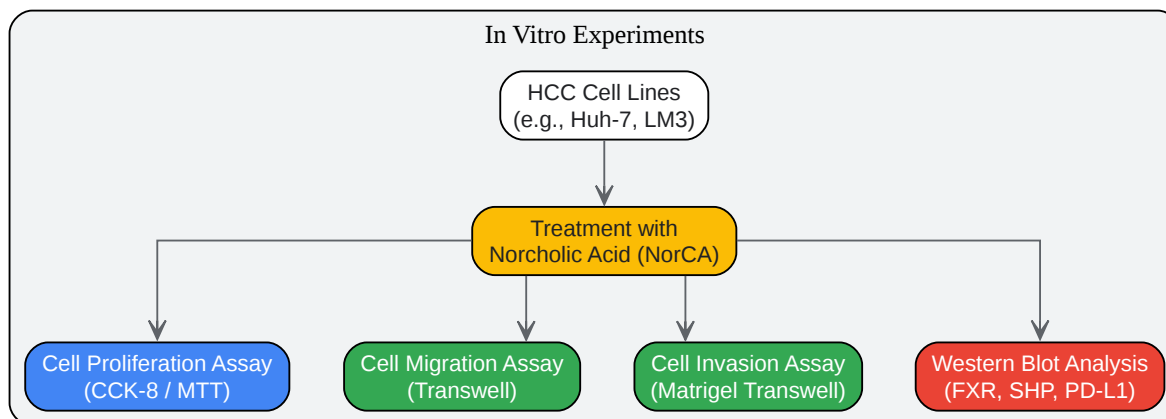 In Vitro Experiments
HCC Cell Lines
(e.g., Huh-7, LM3)
Treatment with
Norcholic Acid (NorCA)
Cell Proliferation Assay
(CCK-8 / MTT)
Cell Migration Assay
(Transwell)
Cell Invasion Assay
(Matrigel Transwell)
Western Blot Analysis
(FXR, SHP, PD-L1)